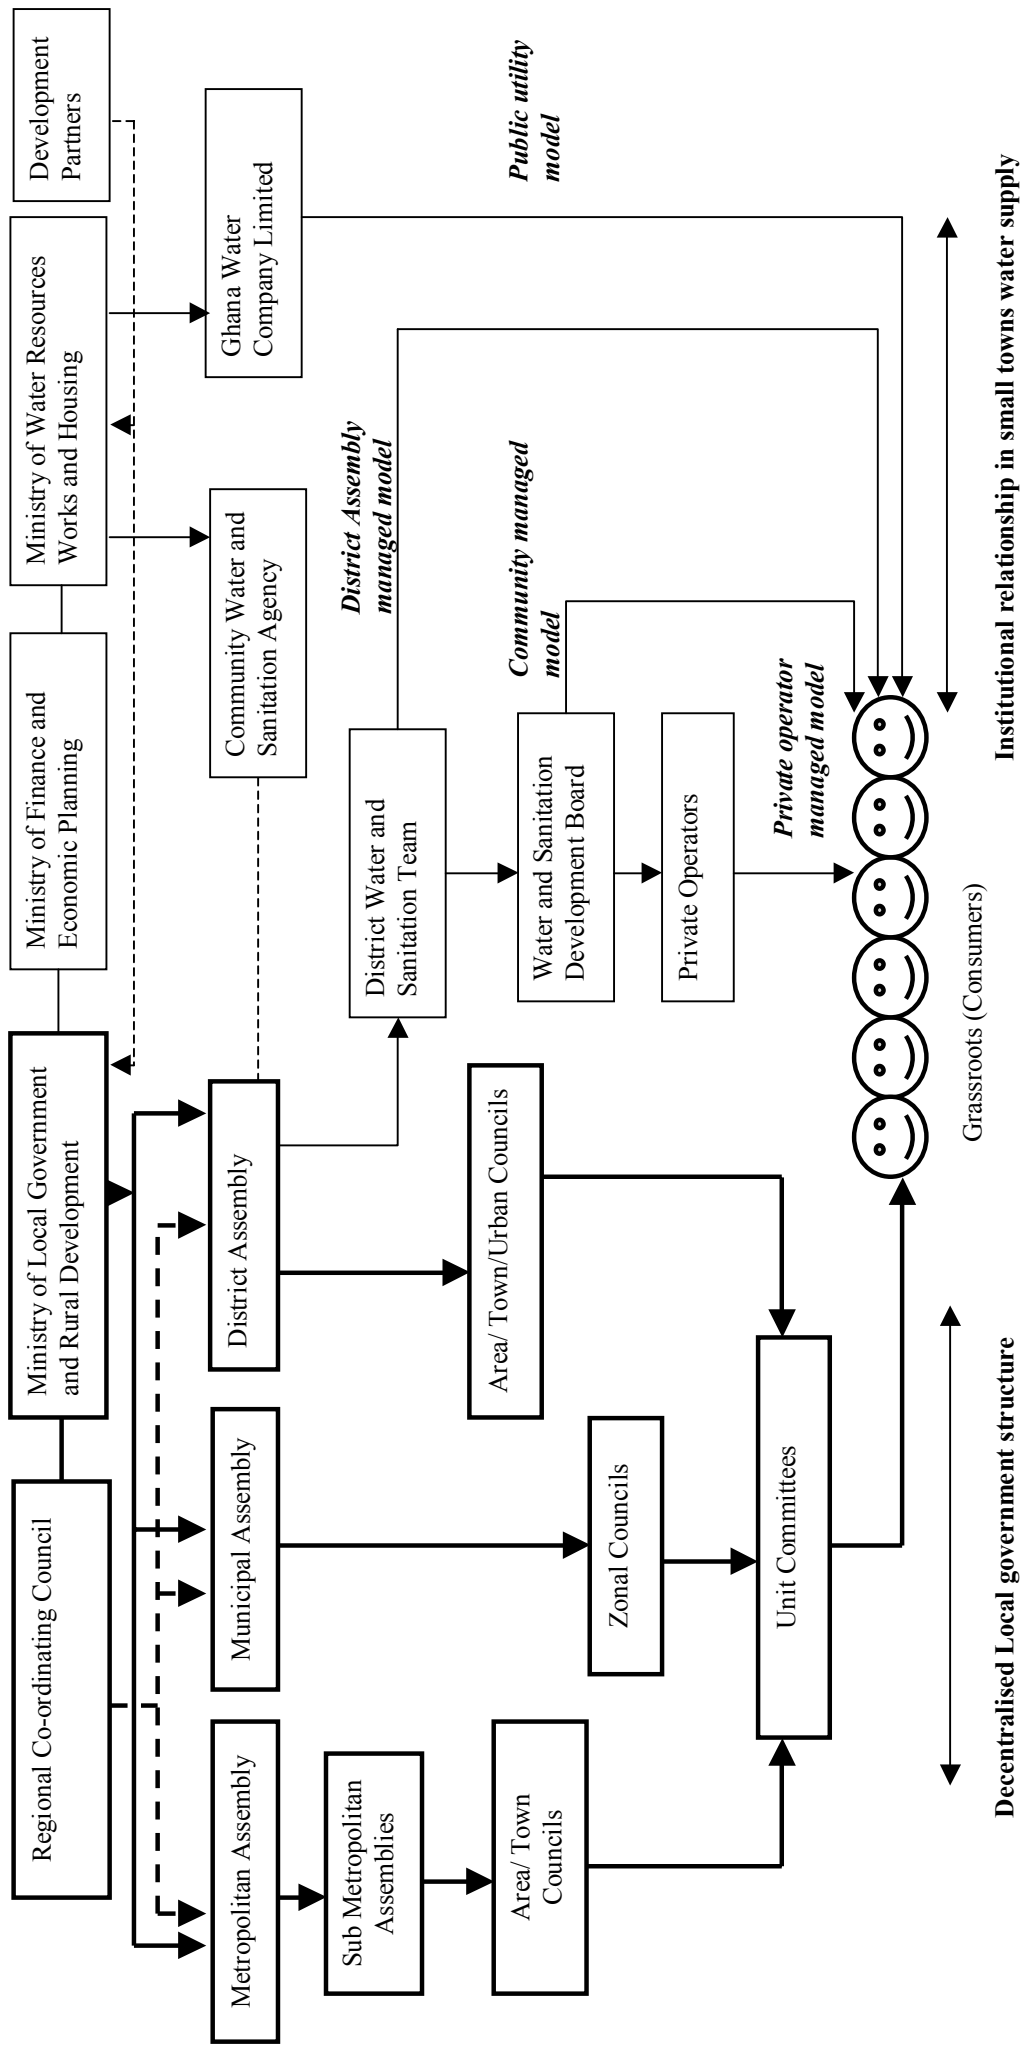 Regional Co-ordinating Council
Ministry of Local Government
and Rural Development
Ministry of Finance and
Economic Planning
Ministry of Water Resources
Works and Housing
Development
Partners
Metropolitan Assembly
Municipal Assembly
District Assembly
Community Water and
Sanitation Agency
Ghana Water
Company Limited
Sub Metropolitan
Assemblies
District Water and
Sanitation Team
District Assembly
managed model
Area/ Town
Councils
Area/ Town/Urban Councils
Water and Sanitation
Development Board
Community managed
model
Public utility
model
Zonal Councils
Private Operators
Unit Committees
Private operator
managed model
Grassroots (Consumers)
Decentralised Local government structure
Institutional relationship in small towns water supply